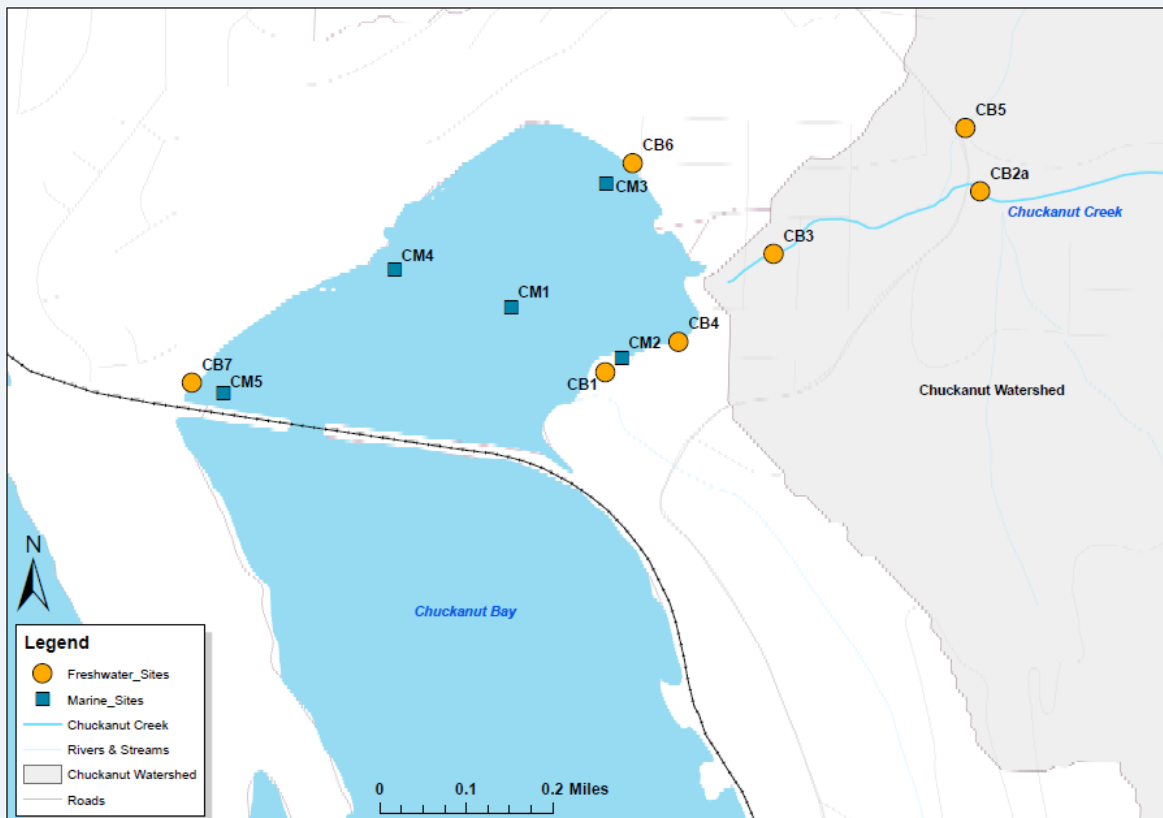 CB5
CB6
CM3
CB2a
Chuckanut Creek
CB3
CM4
CM1
CB4
CM2
CB7
CM5
CB1
Chuckanut Watershed
N
Chuckanut Bay
Legend
Freshwater_Sites
Marine_Sites
Chuckanut Creek
Rivers & Streams
Chuckanut Watershed
Roads
0 0.1 0.2 Miles